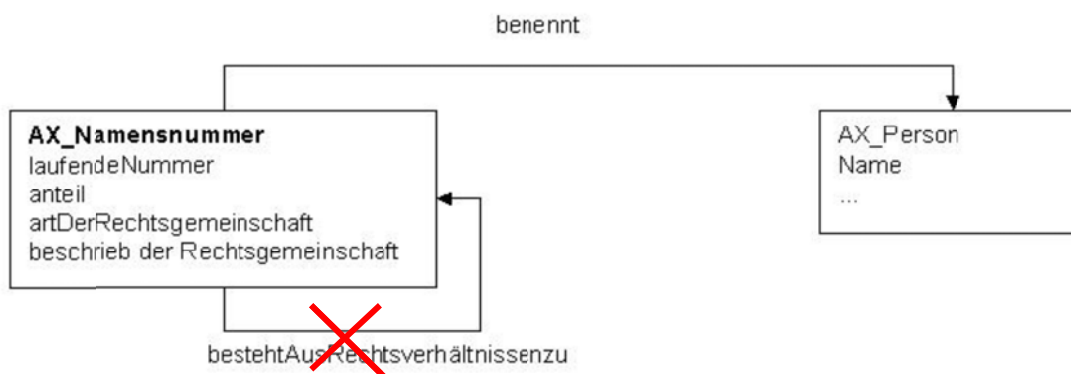 benennt
AX_Namensnummer
laufendeNummer
anteil
artDerRechtsgemeinschaft
beschrieb der Rechtsgemeinschaft
AX_Person
Name
...
bestehtAusRechtsverhältnissenzu